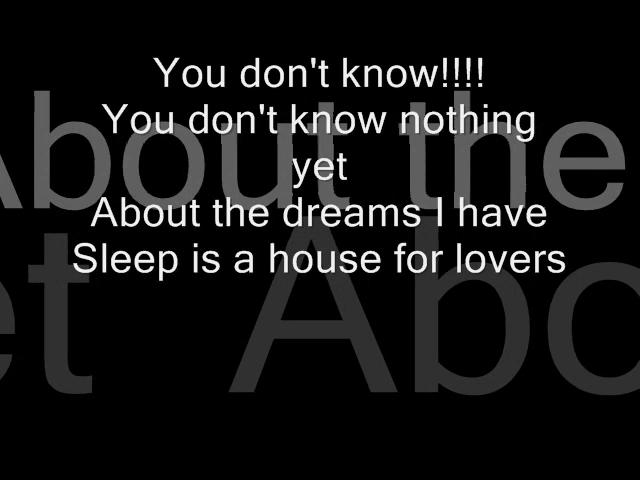 You don't know!!!!
You don't know nothing
yet
About the dreams I have
Sleep is a house for lovers
About the
et Abo